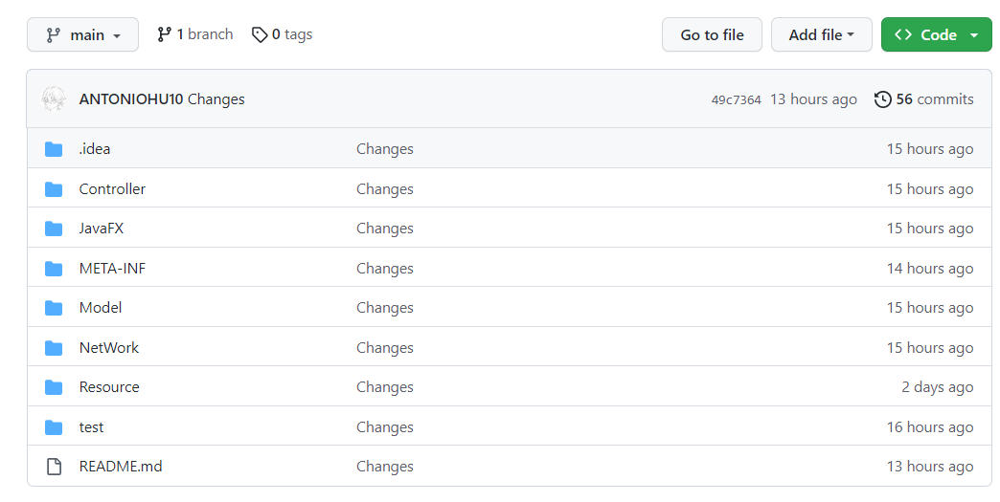 main 1 branch 0 tags Go to file Add file Code
ANTONIOHU10 Changes 49c7364 13 hours ago 56 commits
.idea Changes 15 hours ago
Controller Changes 15 hours ago
JavaFX Changes 15 hours ago
META-INF Changes 14 hours ago
Model Changes 15 hours ago
NetWork Changes 15 hours ago
Resource Changes 2 days ago
test Changes 16 hours ago
README.md Changes 13 hours ago